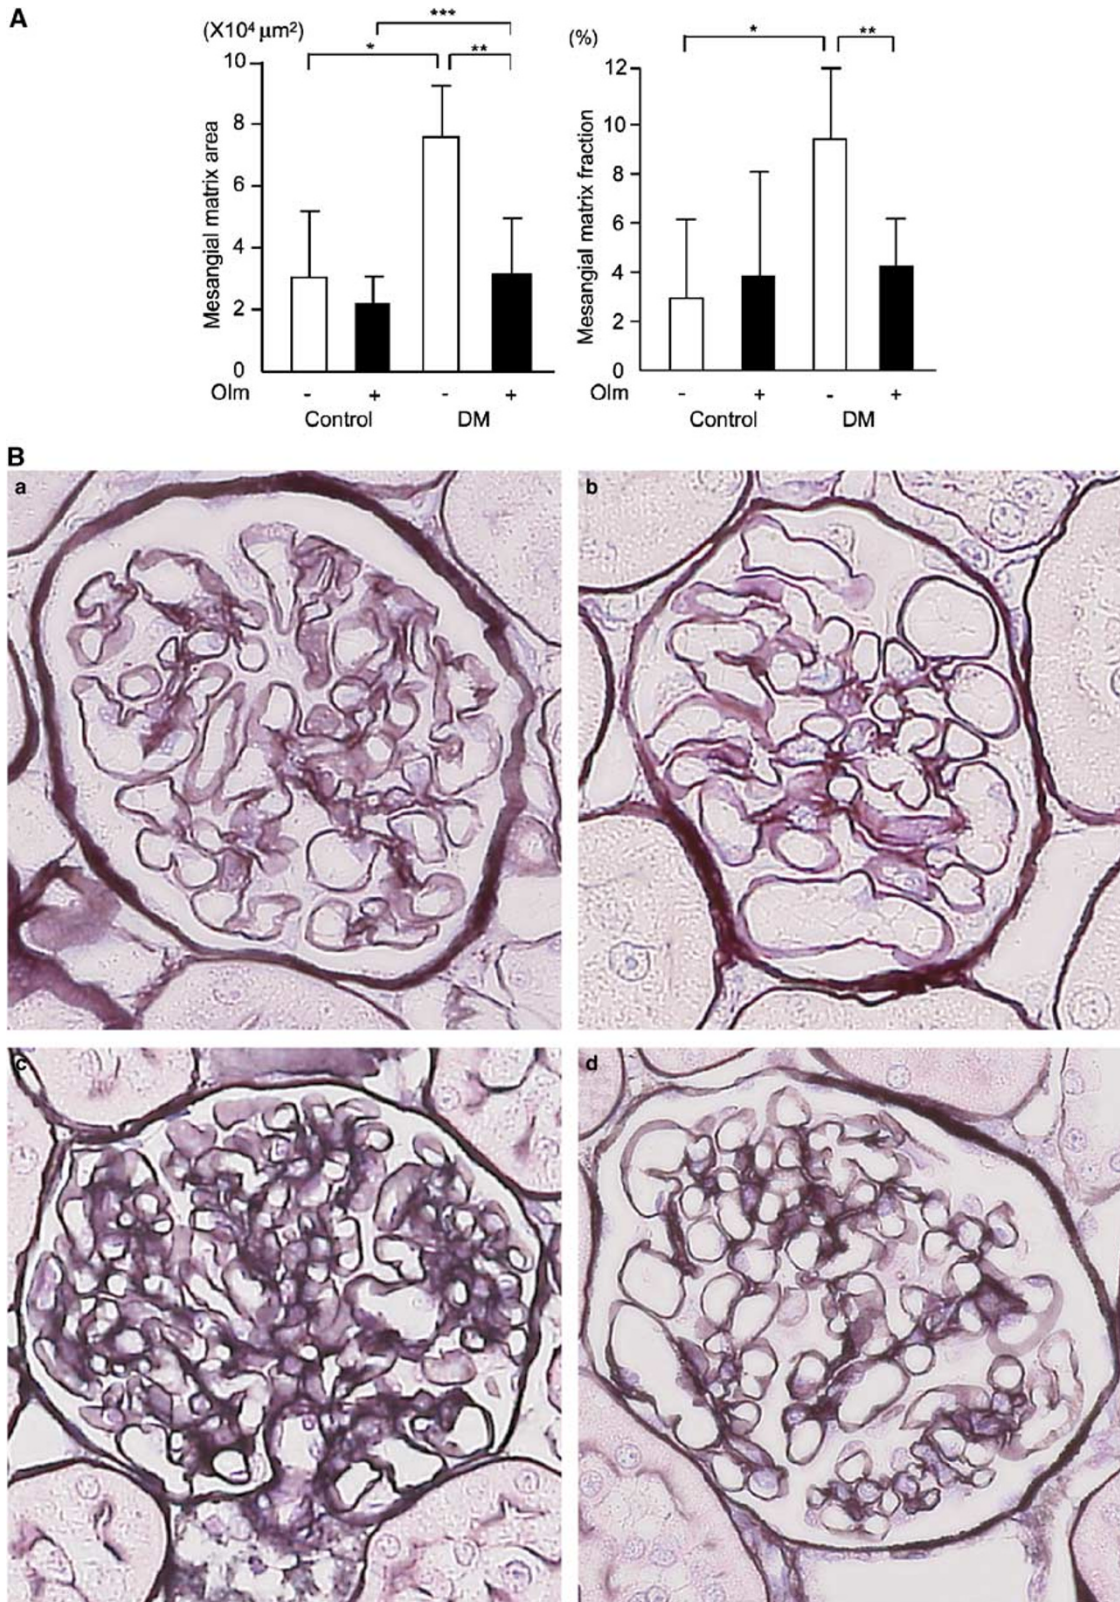 A
(X10⁴ μm²)
***
*
**
10
8
6
4
2
0
Mesangial matrix area
Olm
-
+
-
+
Control
DM
(%)
*
**
12
10
8
6
4
2
0
Mesangial matrix fraction
Olm
-
+
-
+
Control
DM
B
a
b
c
d